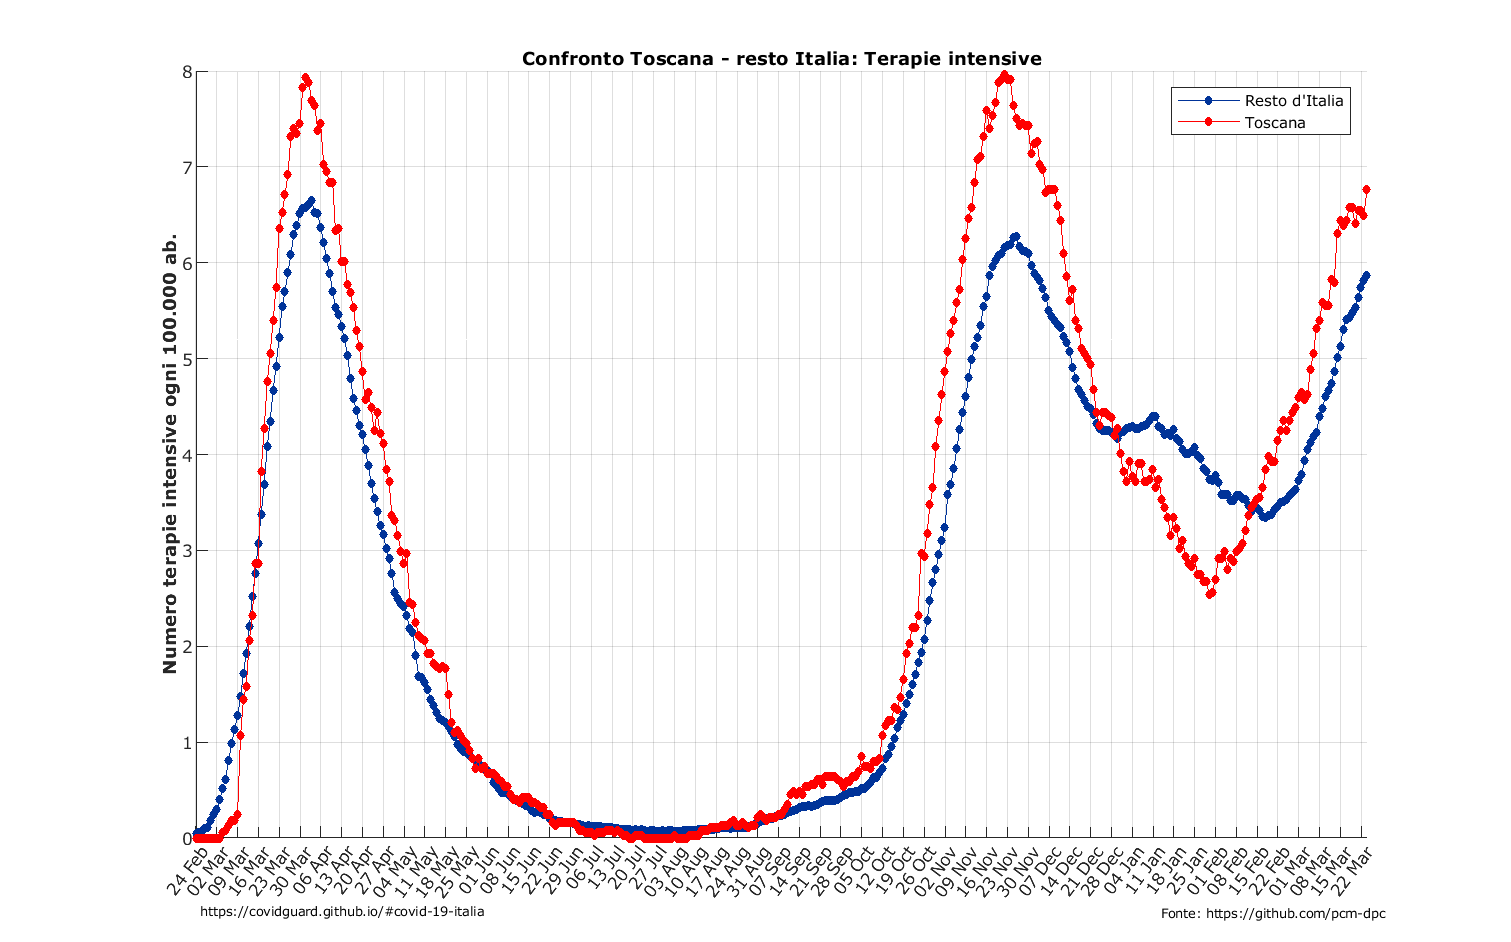 Confronto Toscana - resto Italia: Terapie intensive
Resto d'Italia
Toscana
Numero terapie intensive ogni 100.000 ab.
8
7
6
5
4
3
2
1
0
24 Feb
02 Mar
09 Mar
16 Mar
23 Mar
30 Mar
06 Apr
13 Apr
20 Apr
27 Apr
04 May
11 May
18 May
25 May
01 Jun
08 Jun
15 Jun
22 Jun
29 Jun
06 Jul
13 Jul
20 Jul
27 Jul
03 Aug
10 Aug
17 Aug
24 Aug
31 Aug
07 Sep
14 Sep
21 Sep
28 Sep
05 Oct
12 Oct
19 Oct
26 Oct
02 Nov
09 Nov
16 Nov
23 Nov
30 Nov
07 Dec
14 Dec
21 Dec
28 Dec
04 Jan
11 Jan
18 Jan
25 Jan
01 Feb
08 Feb
15 Feb
22 Feb
01 Mar
08 Mar
15 Mar
22 Mar
https://covidguard.github.io/#covid-19-italia
Fonte: https://github.com/pcm-dpc